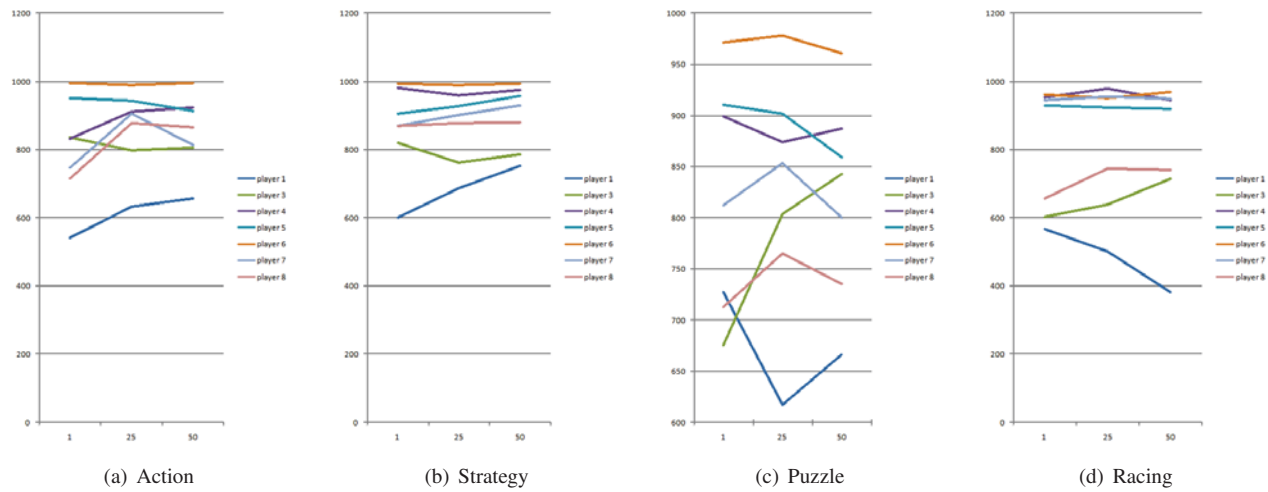 1200
1000
800
600
400
200
0
1 25 50
player 1
player 3
player 4
player 5
player 6
player 7
player 8
(a) Action
1200
1000
800
600
400
200
0
1 25 50
player 1
player 3
player 4
player 5
player 6
player 7
player 8
(b) Strategy
1000
950
900
850
800
750
700
650
600
1 25 50
player 1
player 3
player 4
player 5
player 6
player 7
player 8
(c) Puzzle
1200
1000
800
600
400
200
0
1 25 50
player 1
player 3
player 4
player 5
player 6
player 7
player 8
(d) Racing